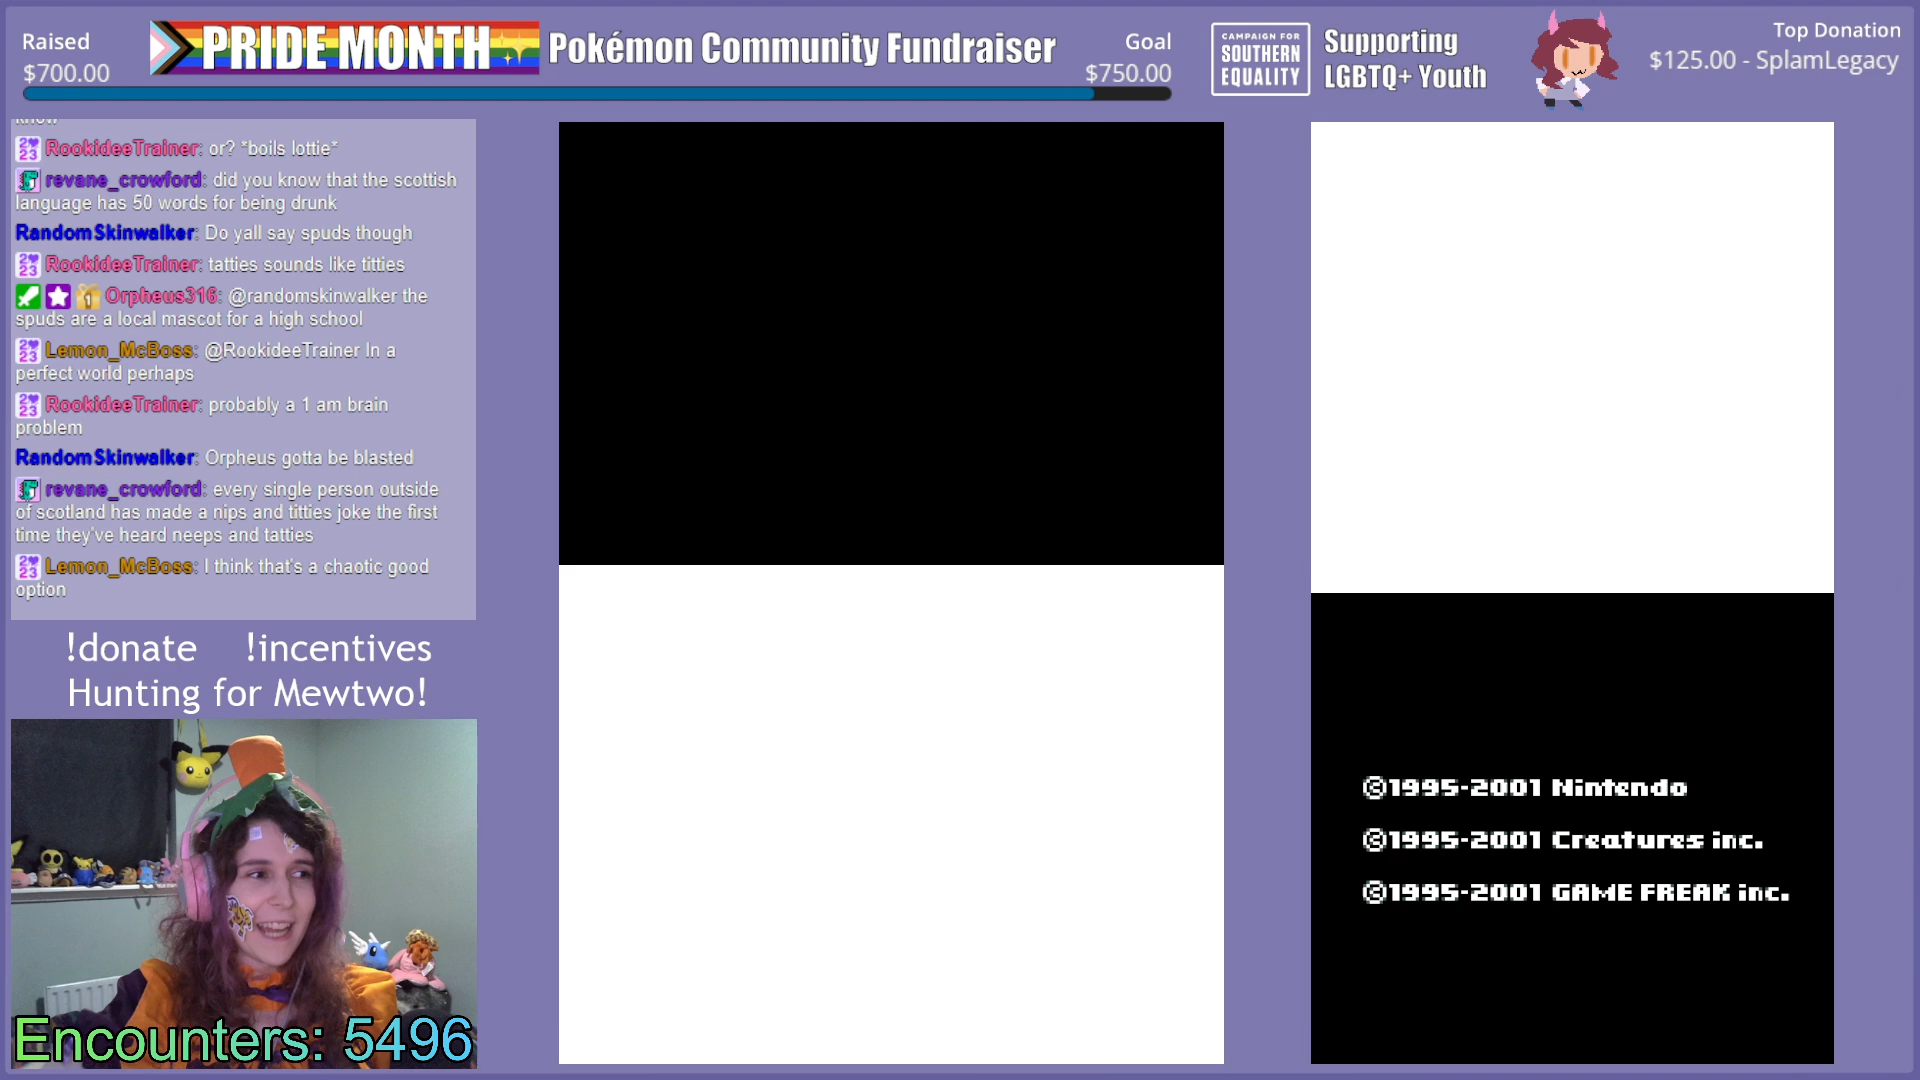 Raised
$700.00
PRIDE MONTH
Pokémon Community Fundraiser
Goal
$750.00
CAMPAIGN FOR
SOUTHERN
EQUALITY
Supporting
LGBTQ+ Youth
Top Donation
$125.00 - SplamLegacy
know
RookideeTrainer: or? *boils lottie*
revane_crowford: did you know that the scottish
language has 50 words for being drunk
RandomSkinwalker: Do yall say spuds though
RookideeTrainer: tatties sounds like titties
Orpheus316: @randomskinwalker the
spuds are a local mascot for a high school
Lemon_McBoss: @RookideeTrainer In a
perfect world perhaps
RookideeTrainer: probably a 1 am brain
problem
RandomSkinwalker: Orpheus gotta be blasted
revane_crowford: every single person outside
of scotland has made a nips and titties joke the first
time they've heard neeps and tatties
Lemon_McBoss: I think that's a chaotic good
option
!donate !incentives
Hunting for Mewtwo!
Encounters: 5496
©1995-2001 Nintendo
©1995-2001 Creatures inc.
©1995-2001 GAME FREAK inc.